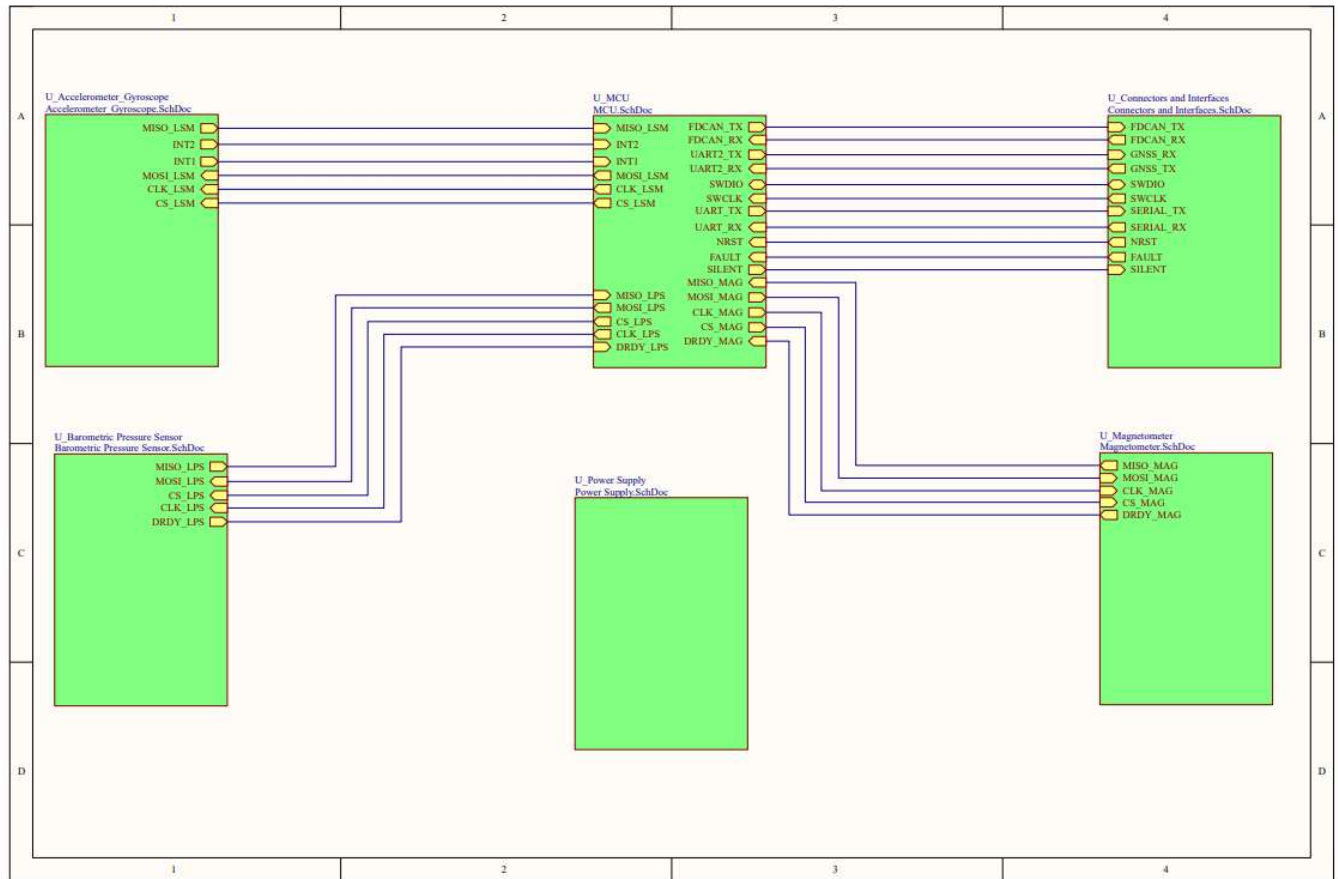 1 2 3 4
A
A
U_Accelerometer_Gyroscope
Accelerometer_Gyroscope.SchDoc
MISO_LSM
INT2
INT1
MOSI_LSM
CLK_LSM
CS_LSM
U_MCU
MCU.SchDoc
MISO_LSM
INT2
INT1
MOSI_LSM
CLK_LSM
CS_LSM
MISO_LPS
MOSI_LPS
CS_LPS
CLK_LPS
DRDY_LPS
FDCAN_TX
FDCAN_RX
UART2_TX
UART2_RX
SWDIO
SWCLK
UART_TX
UART_RX
NRST
FAULT
SILENT
MISO_MAG
MOSI_MAG
CLK_MAG
CS_MAG
DRDY_MAG
U_Connectors and Interfaces
Connectors and Interfaces.SchDoc
FDCAN_TX
FDCAN_RX
GNSS_RX
GNSS_TX
SWDIO
SWCLK
SERIAL_TX
SERIAL_RX
NRST
FAULT
SILENT
B
B
U_Barometric Pressure Sensor
Barometric Pressure Sensor.SchDoc
MISO_LPS
MOSI_LPS
CS_LPS
CLK_LPS
DRDY_LPS
U_Power Supply
Power Supply.SchDoc
U_Magnetometer
Magnetometer.SchDoc
MISO_MAG
MOSI_MAG
CLK_MAG
CS_MAG
DRDY_MAG
C
C
D
D
1 2 3 4